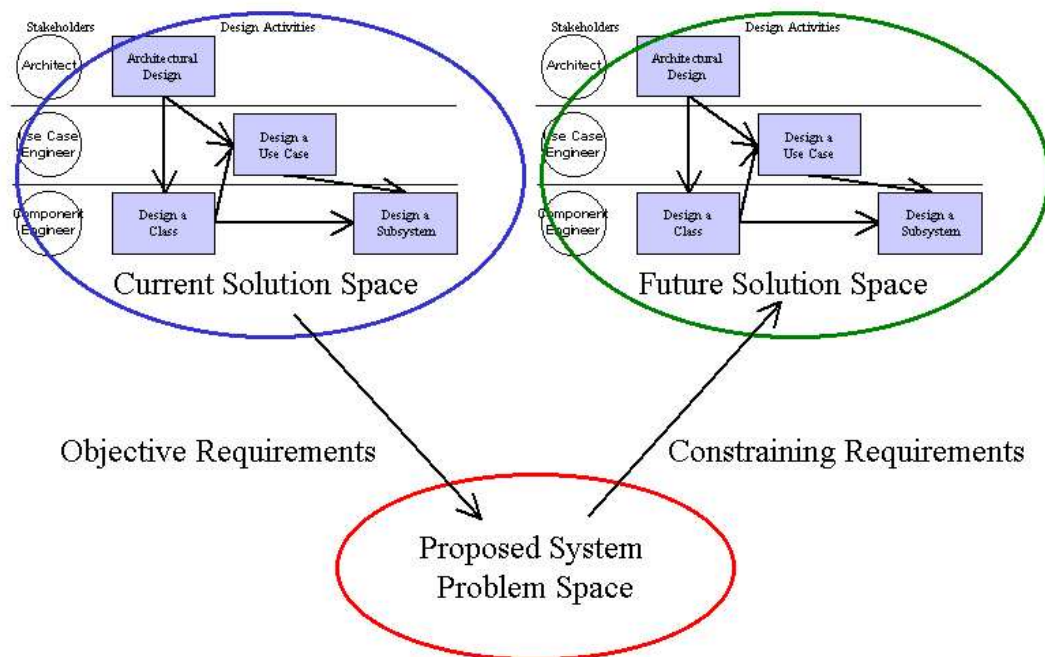 Stakeholders
Design Activities
Architect
Architectural
Design
Use Case
Engineer
Design a
Use Case
Component
Engineer
Design a
Class
Design a
Subsystem
Current Solution Space
Stakeholders
Design Activities
Architect
Architectural
Design
Use Case
Engineer
Design a
Use Case
Component
Engineer
Design a
Class
Design a
Subsystem
Future Solution Space
Objective Requirements
Constraining Requirements
Proposed System
Problem Space